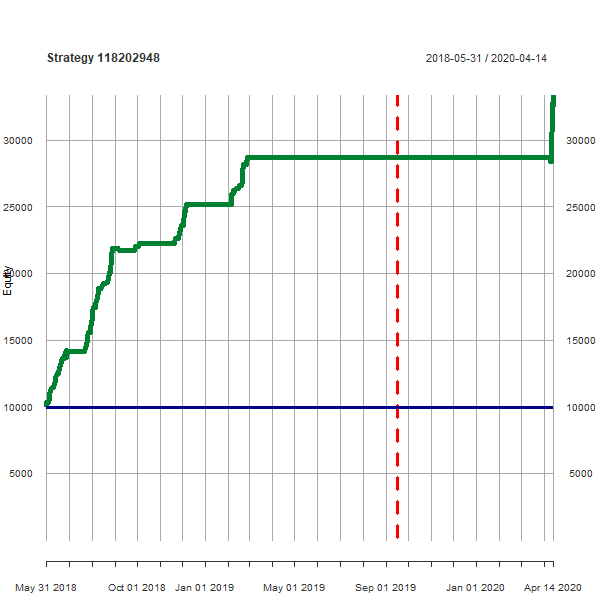 Strategy 118202948
2018-05-31 / 2020-04-14
30000
30000
25000
25000
20000
20000
Equity
15000
15000
10000
10000
5000
5000
May 31 2018
Oct 01 2018
Jan 01 2019
May 01 2019
Sep 01 2019
Jan 01 2020
Apr 14 2020